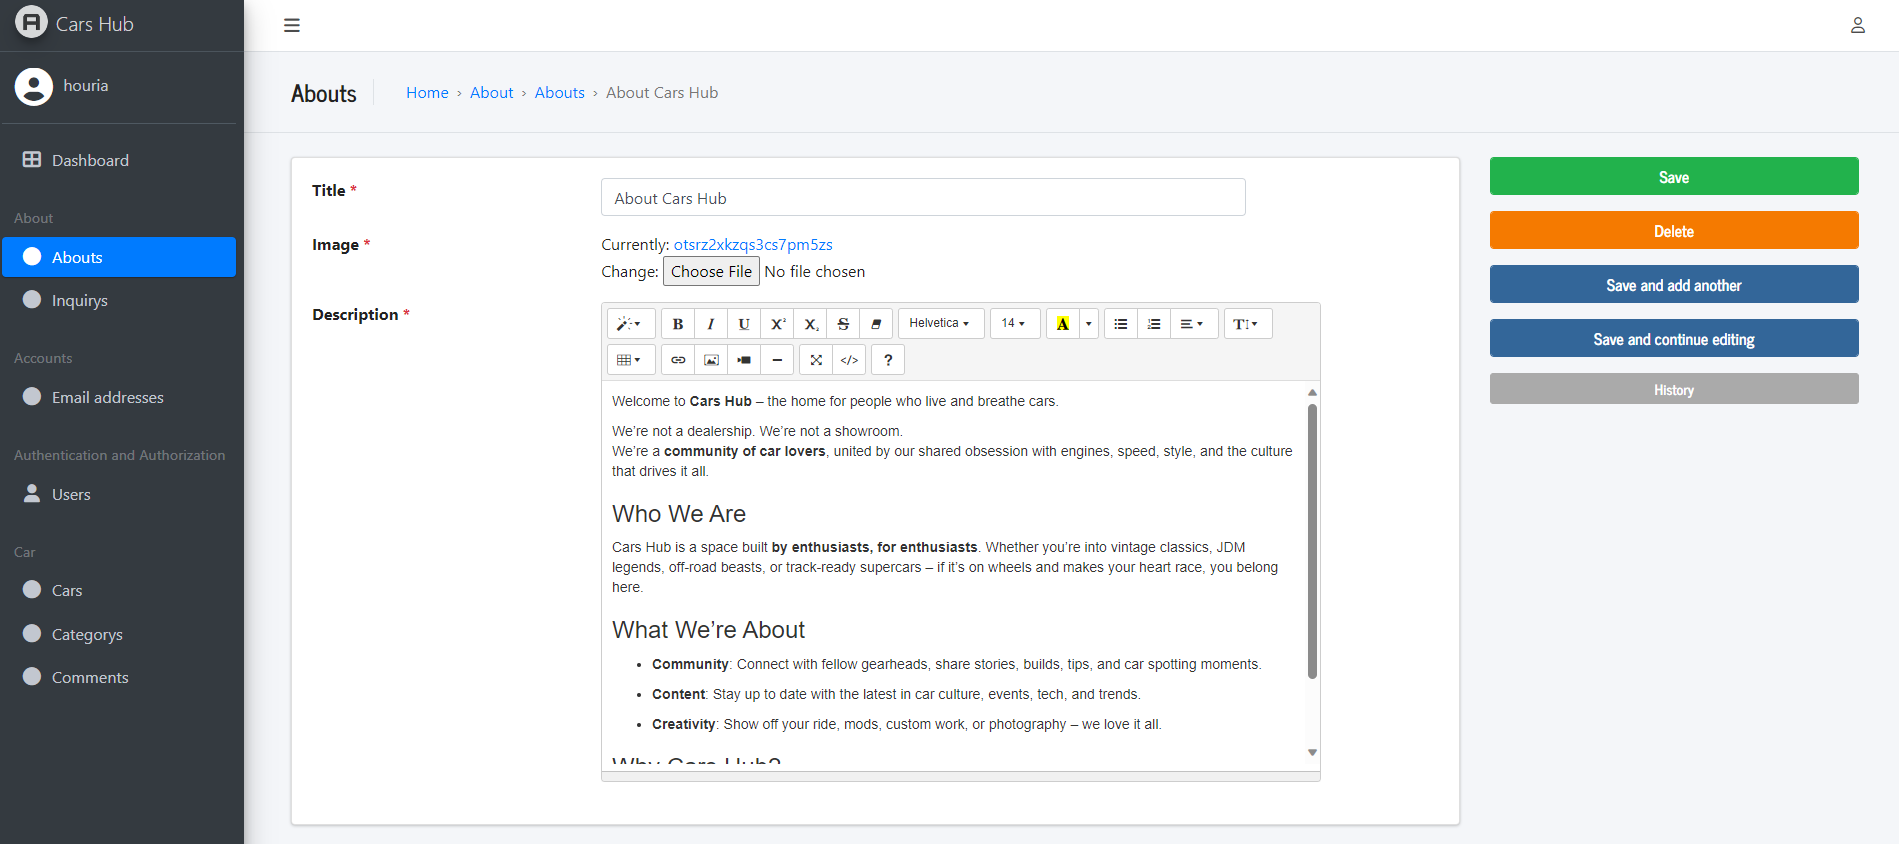 Cars Hub
houria
Dashboard
About
Abouts
Inquirys
Accounts
Email addresses
Authentication and Authorization
Users
Car
Cars
Categorys
Comments
Abouts
Home › About › Abouts › About Cars Hub
Title *
About Cars Hub
Image *
Currently: otsrz2xkzqs3cs7pm5zs
Change: Choose File No file chosen
Description *
B I U X² X₂ S Helvetica 14 A T
</> ?
Welcome to Cars Hub – the home for people who live and breathe cars.
We’re not a dealership. We’re not a showroom.
We’re a community of car lovers, united by our shared obsession with engines, speed, style, and the culture
that drives it all.
Who We Are
Cars Hub is a space built by enthusiasts, for enthusiasts. Whether you’re into vintage classics, JDM
legends, off-road beasts, or track-ready supercars – if it’s on wheels and makes your heart race, you belong
here.
What We’re About
• Community: Connect with fellow gearheads, share stories, builds, tips, and car spotting moments.
• Content: Stay up to date with the latest in car culture, events, tech, and trends.
• Creativity: Show off your ride, mods, custom work, or photography – we love it all.
Why Cars Hub?
Save
Delete
Save and add another
Save and continue editing
History